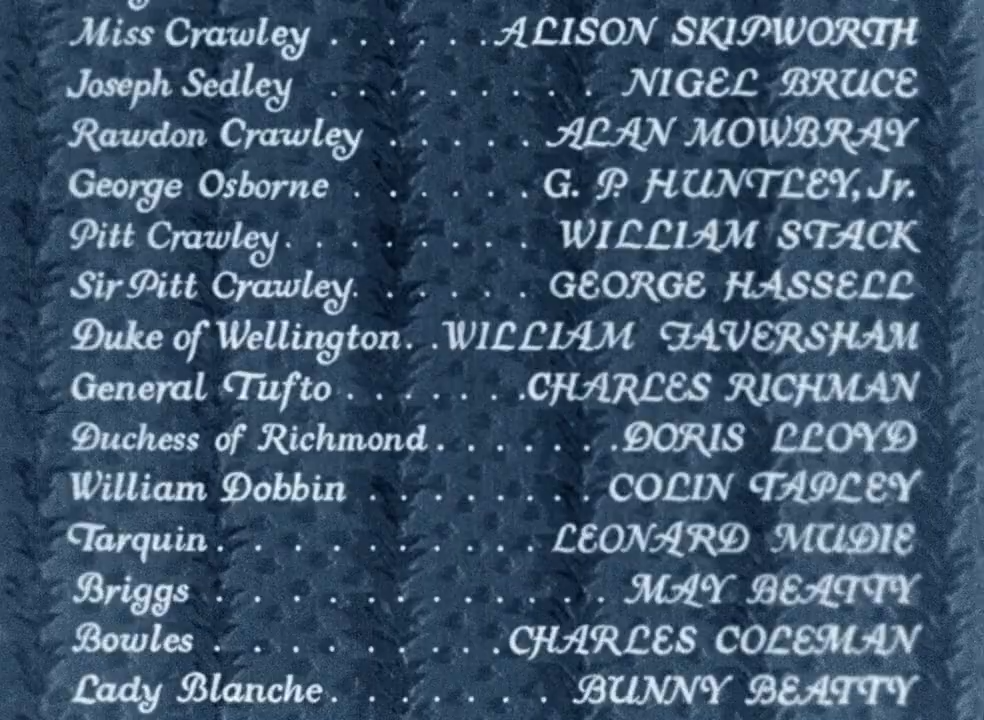 Miss Crawley . . . . . . . ALISON SKIPWORTH
Joseph Sedley . . . . . . . . . . NIGEL BRUCE
Rawdon Crawley . . . . . . ALAN MOWBRAY
George Osborne . . . . . . . G. P. HUNTLEY, Jr.
Pitt Crawley . . . . . . . . . . WILLIAM STACK
Sir Pitt Crawley . . . . . . . GEORGE HASSELL
Duke of Wellington . . WILLIAM FAVERSHAM
General Tufto . . . . . . . CHARLES RICHMAN
Duchess of Richmond . . . . . . . DORIS LLOYD
William Dobbin . . . . . . . . . COLIN TAPLEY
Tarquin . . . . . . . . . . . LEONARD MUDIE
Briggs . . . . . . . . . . . . . MAY BEATTY
Bowles . . . . . . . . . . . CHARLES COLEMAN
Lady Blanche . . . . . . . . BUNNY BEATTY